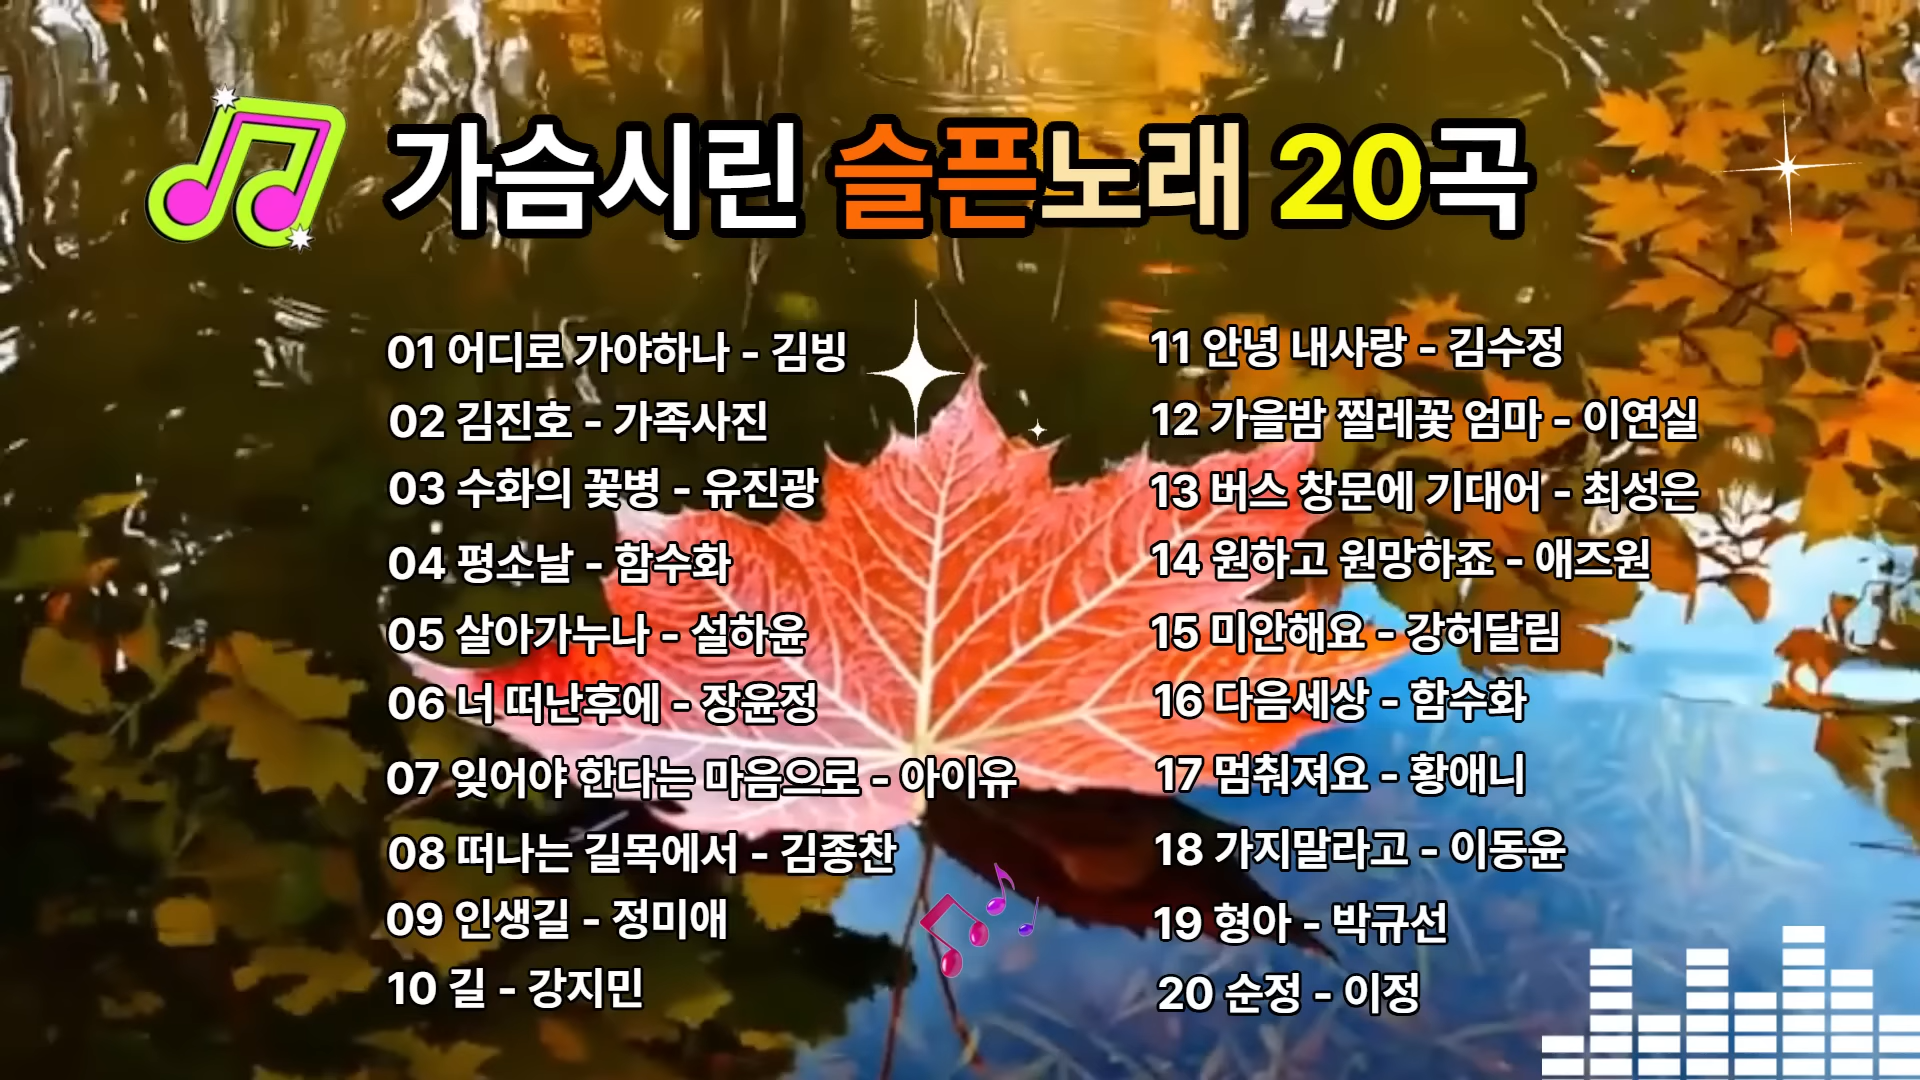 가슴시린 슬픈노래 20곡
01 어디로 가야하나 - 김빙
02 김진호 - 가족사진
03 수화의 꽃병 - 유진광
04 평소날 - 함수화
05 살아가누나 - 설하윤
06 너 떠난후에 - 장윤정
07 잊어야 한다는 마음으로 - 아이유
08 떠나는 길목에서 - 김종찬
09 인생길 - 정미애
10 길 - 강지민
11 안녕 내사랑 - 김수정
12 가을밤 찔레꽃 엄마 - 이연실
13 버스 창문에 기대어 - 최성은
14 원하고 원망하죠 - 애즈원
15 미안해요 - 강허달림
16 다음세상 - 함수화
17 멈춰져요 - 황애니
18 가지말라고 - 이동윤
19 형아 - 박규선
20 순정 - 이정